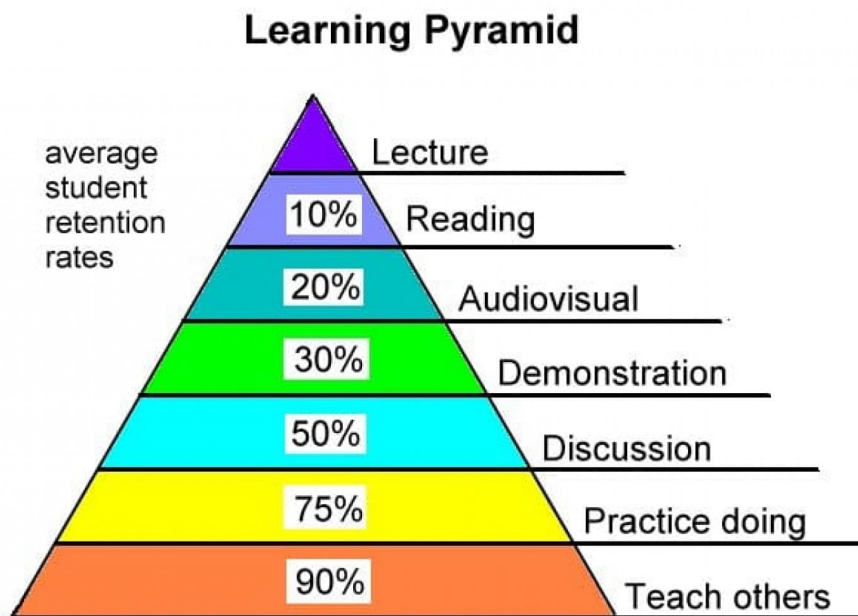 Learning Pyramid
average
student
retention
rates
Lecture
10% Reading
20% Audiovisual
30% Demonstration
50% Discussion
75% Practice doing
90% Teach others